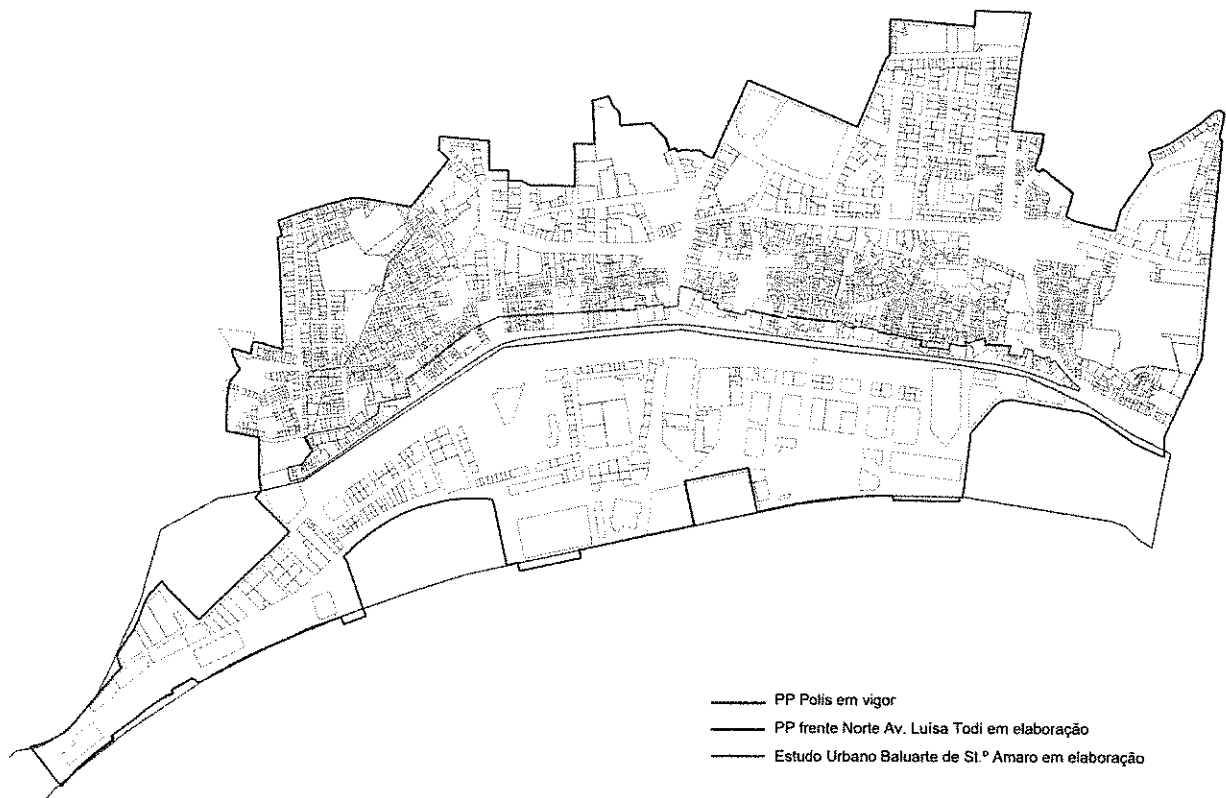 PP Polis em vigor
PP frente Norte Av. Luísa Todi em elaboração
Estudo Urbano Baluarte de St.º Amaro em elaboração